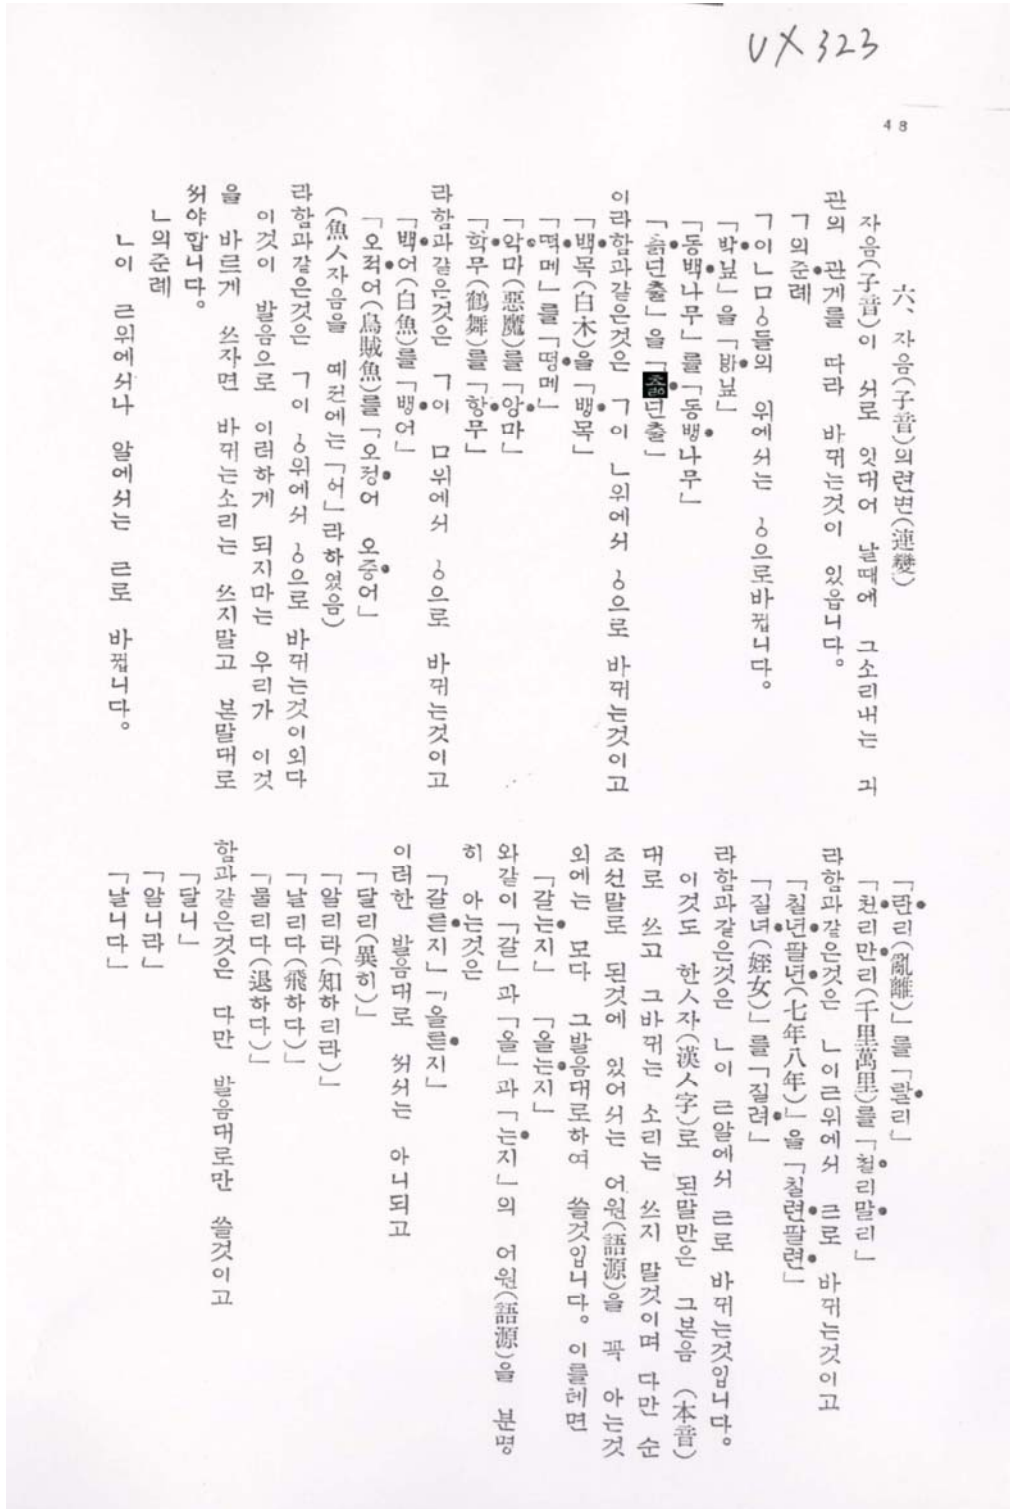 UX323
48
六、자음(子音)의련변(連變)
자음(子音)이 서로 잇대어 날때에 그소리내는 긔
관의 관게를 따라 바뀌는것이 있읍니다.
ㄱ의준례
ㄱ이ㄴㅁㆁ들의 위에서는 ㆁ으로바뀝니다。
「박닢」을「방닢」
「동백나무」를「동뱅나무」
「츩넌출」을「 넌출」
이라함과같은것은 ㄱ이 ㄴ위에서 ㆁ으로 바뀌는것이고
「백목(白木)을「뱅목」
「떡메」를「떵메」
「악마(惡魔)를「앙마」
「학무(鶴舞)를「항무」
라함과같은것은 ㄱ이 ㅁ위에서 ㆁ으로 바뀌는것이고
「백어(白魚)를「뱅어」
「오적어(烏賊魚)를「오정어 오중어」
(魚ㅅ자음을 예전에는「어」라하였음)
라함과같은것은 ㄱ이 ㆁ위에서 ㆁ으로 바뀌는것이외다
이것이 발음으로 이러하게 되지마는 우리가 이것
을 바르게 쓰자면 바뀌는소리는 쓰지말고 본말대로
써야합니다。
ㄴ의준례
ㄴ이 ㄹ위에서나 알에서는 ㄹ로 바뀝니다。
「란리(亂離)」를「랄리」
「천리만리(千里萬里)를「철리말리」
라함과같은것은 ㄴ이ㄹ위에서 ㄹ로 바뀌는것이고
「칠년팔년(七年八年)」을「칠련팔련」
「질녀(姪女)」를「질려」
라함과같은것은 ㄴ이 ㄹ알에서 ㄹ로 바뀌는것입니다。
이것도 한ㅅ자(漢ㅅ字)로 된말만은 그본음 (本音)
대로 쓰고 그바뀌는 소리는 쓰지 말것이며 다만 순
조선말로 된것에 있어서는 어원(語源)을 꼭 아는것
외에는 모다 그발음대로하여 쓸것입니다。이를테면
「갈는지」「올는지」
와같이「갈」과「올」과「는지」의 어원(語源)을 분명
히 아는것은
「갈른지」「올른지」
이러한 발음대로 써서는 아니되고
「달리(異히)」
「알리라(知하리라)」
「날리다(飛하다)」
「물리다(退하다)」
함과같은것은 다만 발음대로만 쓸것이고
「달니」
「알니라」
「날니다」